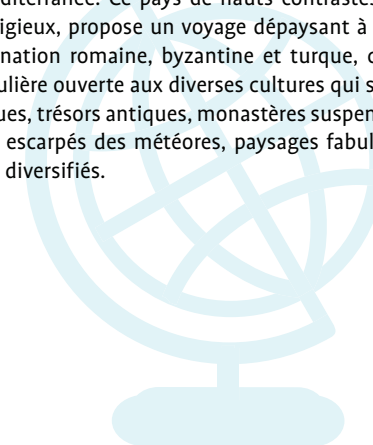 diterranée. Ce pays de hauts contrastes
igieux, propose un voyage dépaysant à
nation romaine, byzantine et turque,
ulière ouverte aux diverses cultures qui s
ues, trésors antiques, monastères suspen
escarpés des météores, paysages fabul
diversifiés.